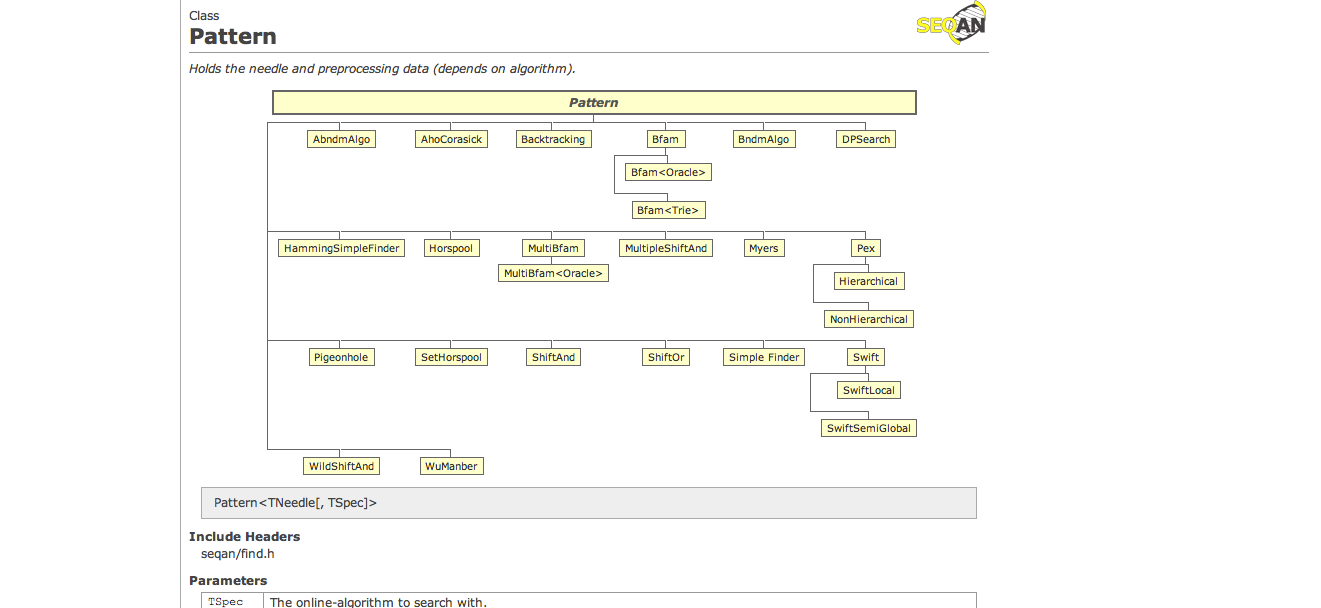 Class
SEQAN
Pattern
Holds the needle and preprocessing data (depends on algorithm).
Pattern
AbndmAlgo AhoCorasick Backtracking Bfam BndmAlgo DPSearch
Bfam<Oracle>
Bfam<Trie>
HammingSimpleFinder Horspool MultiBfam MultipleShiftAnd Myers Pex
MultiBfam<Oracle>
Hierarchical
NonHierarchical
Pigeonhole SetHorspool ShiftAnd ShiftOr Simple Finder Swift
SwiftLocal
SwiftSemiGlobal
WildShiftAnd WuManber
Pattern<TNeedle[, TSpec]>
Include Headers
seqan/find.h
Parameters
TSpec The online-algorithm to search with.